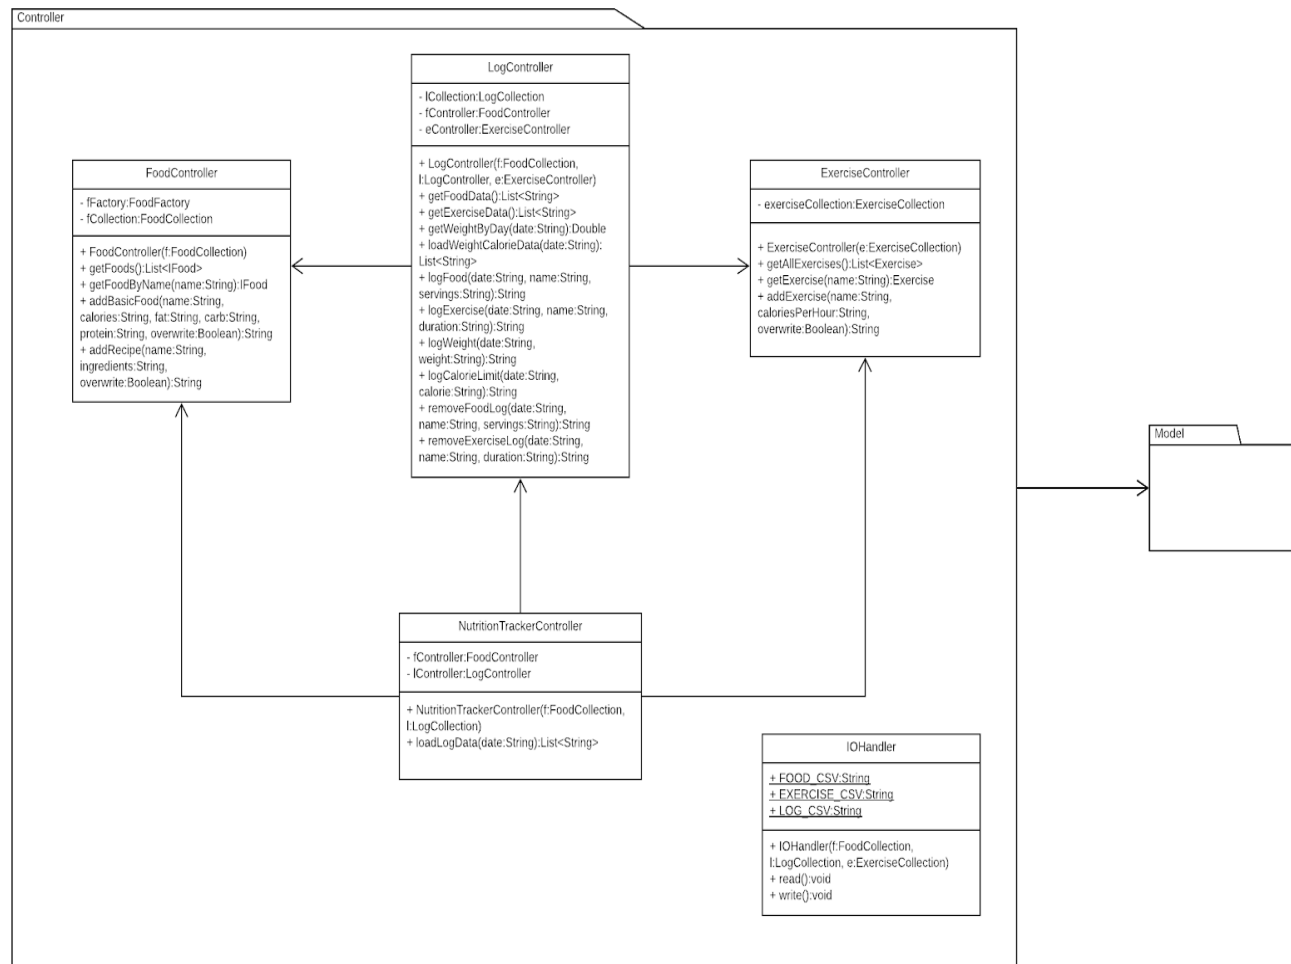 Controller
LogController
- lCollection:LogCollection
- fController:FoodController
- eController:ExerciseController
+ LogController(f:FoodCollection,
l:LogController, e:ExerciseController)
+ getFoodData():List<String>
+ getExerciseData():List<String>
+ getWeightByDay(date:String):Double
+ loadWeightCalorieData(date:String):
List<String>
+ logFood(date:String, name:String,
servings:String):String
+ logExercise(date:String, name:String,
duration:String):String
+ logWeight(date:String,
weight:String):String
+ logCalorieLimit(date:String,
calorie:String):String
+ removeFoodLog(date:String,
name:String, servings:String):String
+ removeExerciseLog(date:String,
name:String, duration:String):String
FoodController
- fFactory:FoodFactory
- fCollection:FoodCollection
+ FoodController(f:FoodCollection)
+ getFoods():List<IFood>
+ getFoodByName(name:String):IFood
+ addBasicFood(name:String,
calories:String, fat:String, carb:String,
protein:String, overwrite:Boolean):String
+ addRecipe(name:String,
ingredients:String,
overwrite:Boolean):String
ExerciseController
- exerciseCollection:ExerciseCollection
+ ExerciseController(e:ExerciseCollection)
+ getAllExercises():List<Exercise>
+ getExercise(name:String):Exercise
+ addExercise(name:String,
caloriesPerHour:String,
overwrite:Boolean):String
Model
NutritionTrackerController
- fController:FoodController
- lController:LogController
+ NutritionTrackerController(f:FoodCollection,
l:LogCollection)
+ loadLogData(date:String):List<String>
IOHandler
+ FOOD_CSV:String
+ EXERCISE_CSV:String
+ LOG_CSV:String
+ IOHandler(f:FoodCollection,
l:LogCollection, e:ExerciseCollection)
+ read():void
+ write():void